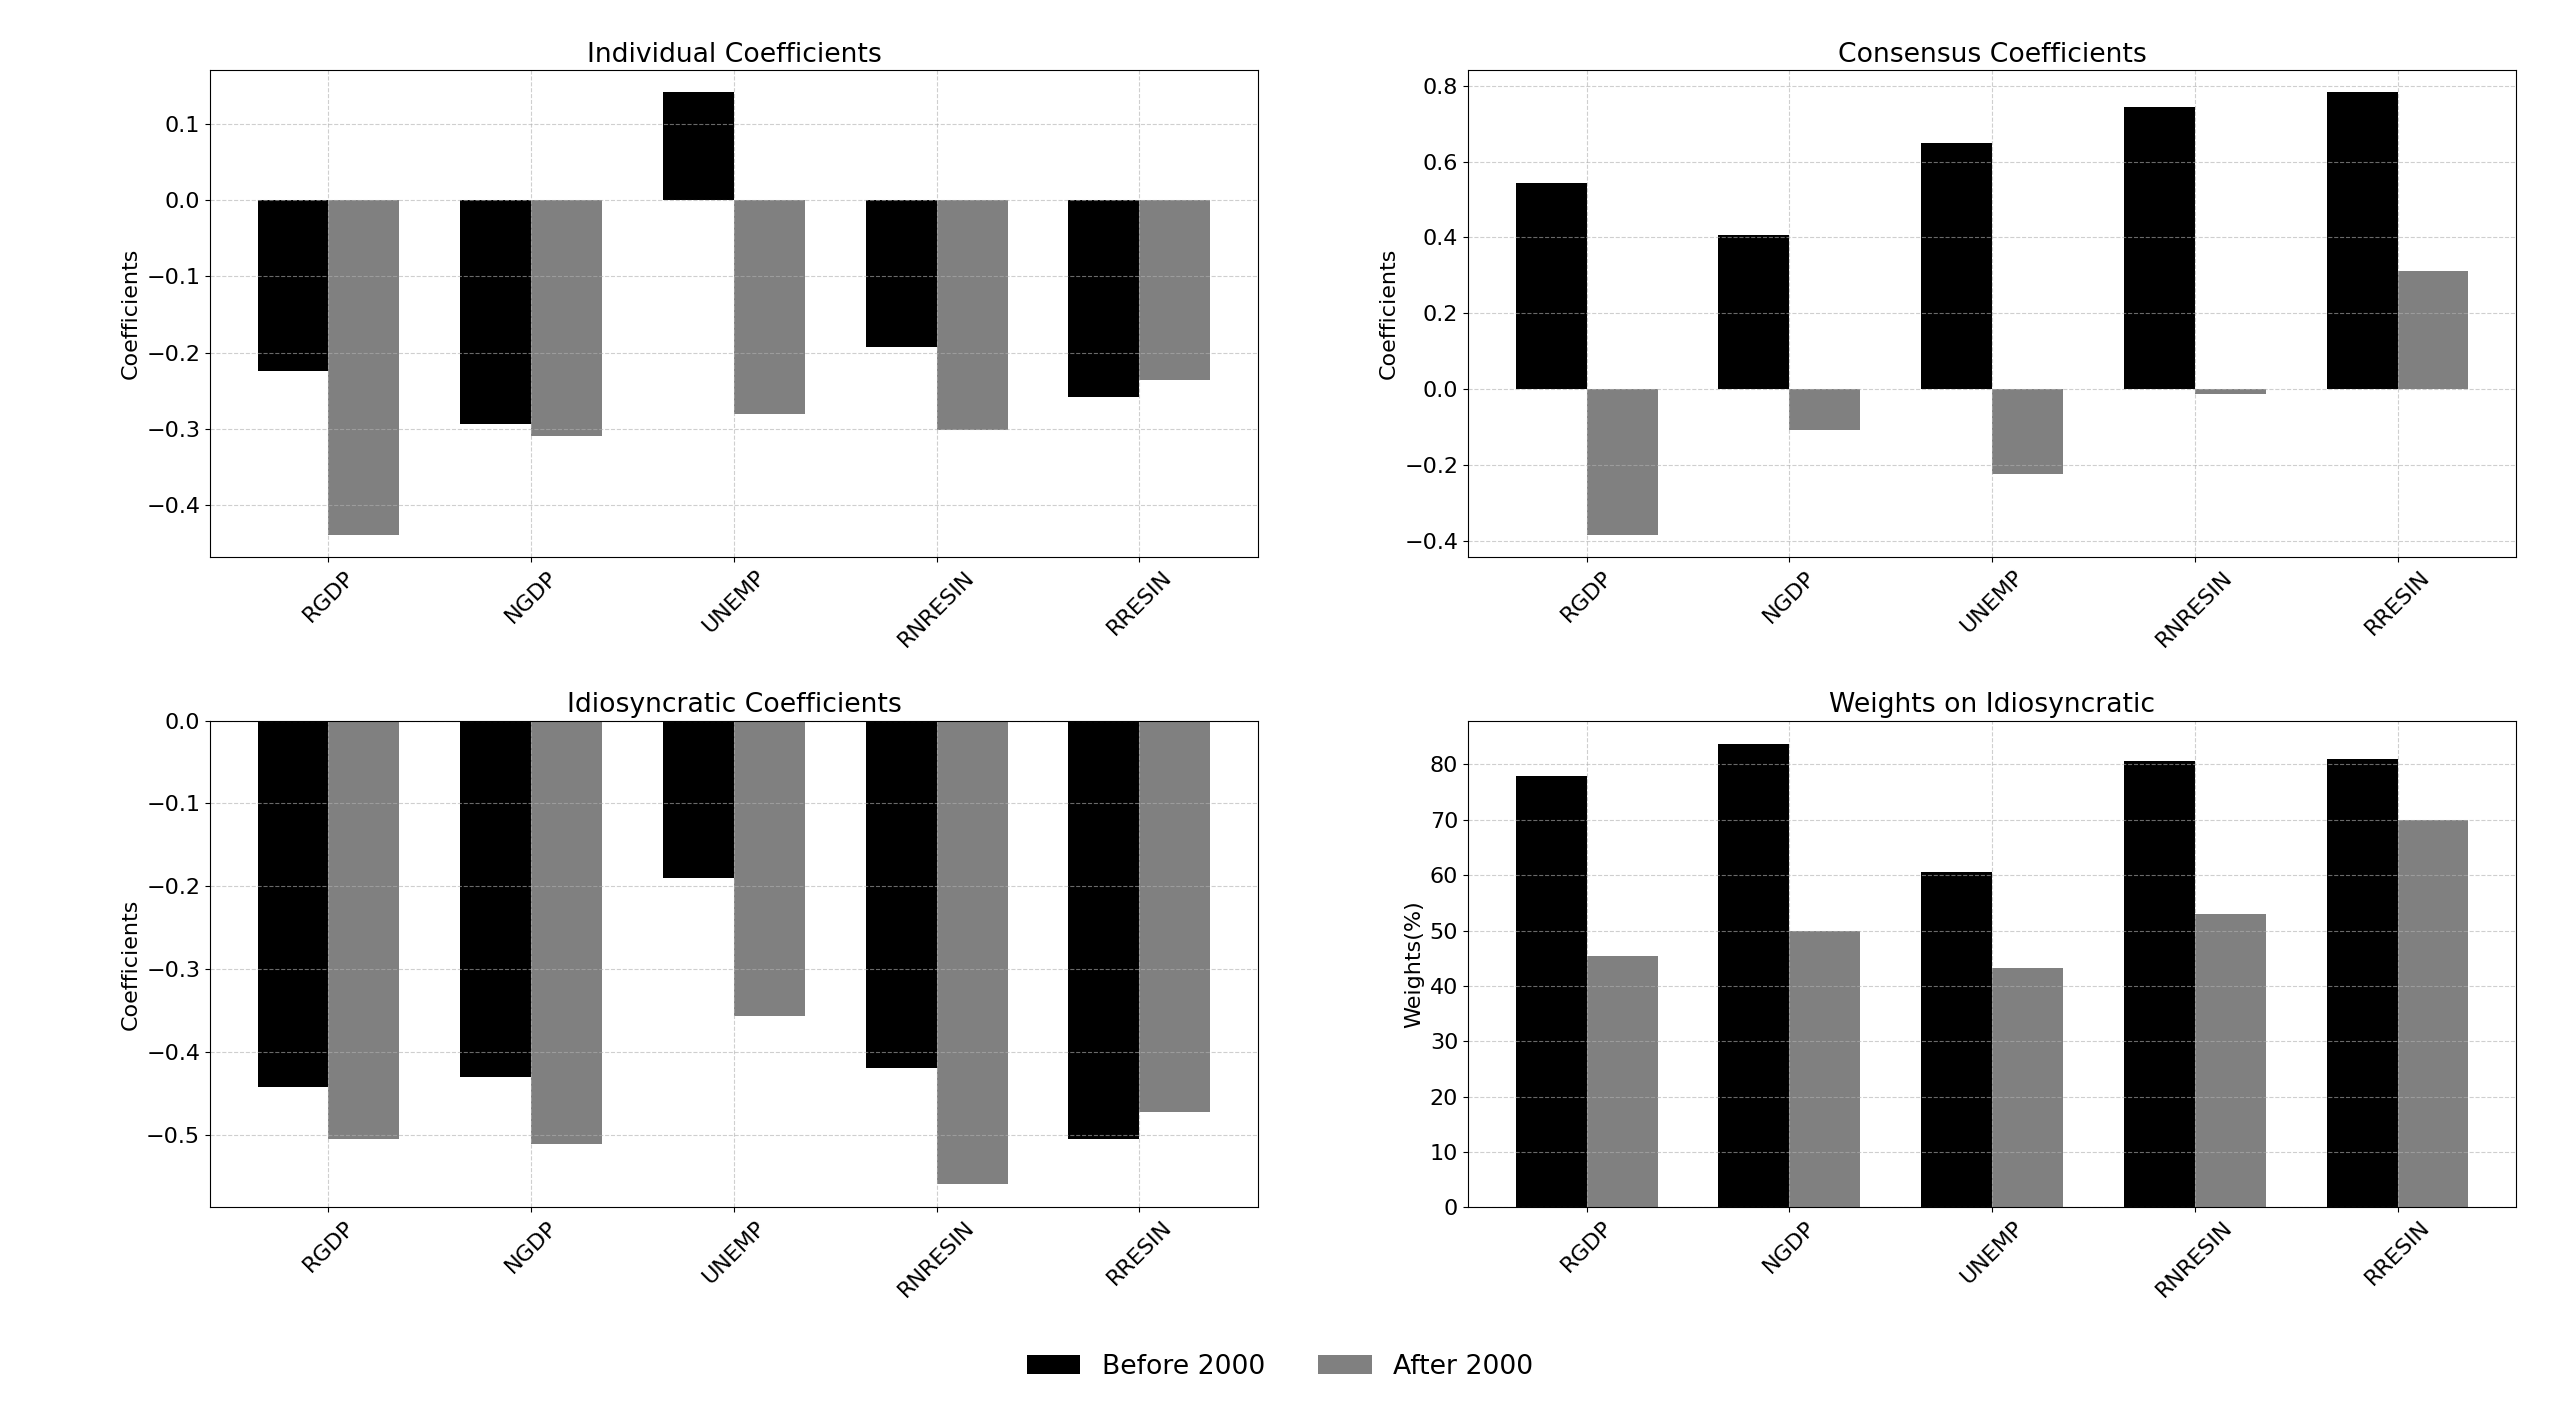 Individual Coefficients
Coefficients
0.1
0.0
−0.1
−0.2
−0.3
−0.4
RGDP
NGDP
UNEMP
RNRESIN
RRESIN
Consensus Coefficients
Coefficients
0.8
0.6
0.4
0.2
0.0
−0.2
−0.4
RGDP
NGDP
UNEMP
RNRESIN
RRESIN
Idiosyncratic Coefficients
Coefficients
0.0
−0.1
−0.2
−0.3
−0.4
−0.5
RGDP
NGDP
UNEMP
RNRESIN
RRESIN
Weights on Idiosyncratic
Weights(%)
80
70
60
50
40
30
20
10
0
RGDP
NGDP
UNEMP
RNRESIN
RRESIN
Before 2000
After 2000